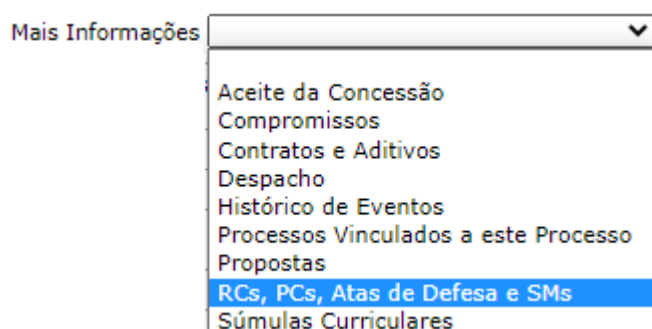 Mais Informações
Aceite da Concessão
Compromissos
Contratos e Aditivos
Despacho
Histórico de Eventos
Processos Vinculados a este Processo
Propostas
RCs, PCs, Atas de Defesa e SMs
Súmulas Curriculares